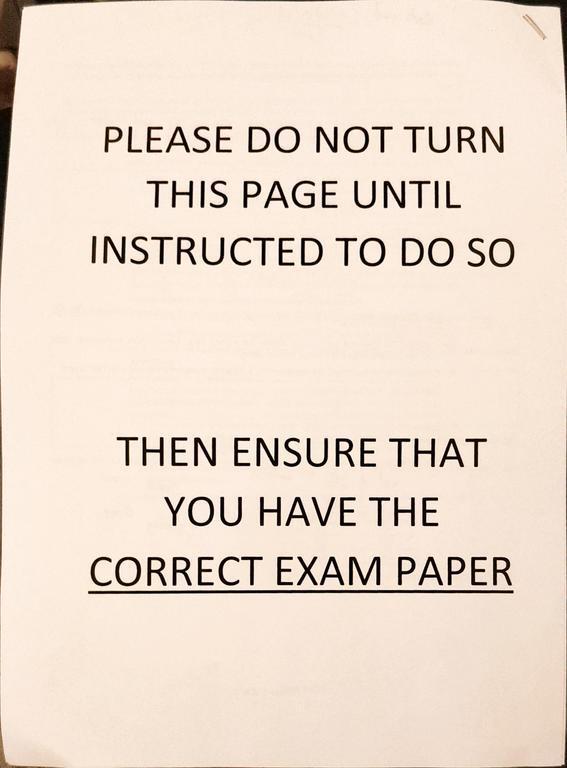 PLEASE DO NOT TURN
THIS PAGE UNTIL
INSTRUCTED TO DO SO
THEN ENSURE THAT
YOU HAVE THE
CORRECT EXAM PAPER